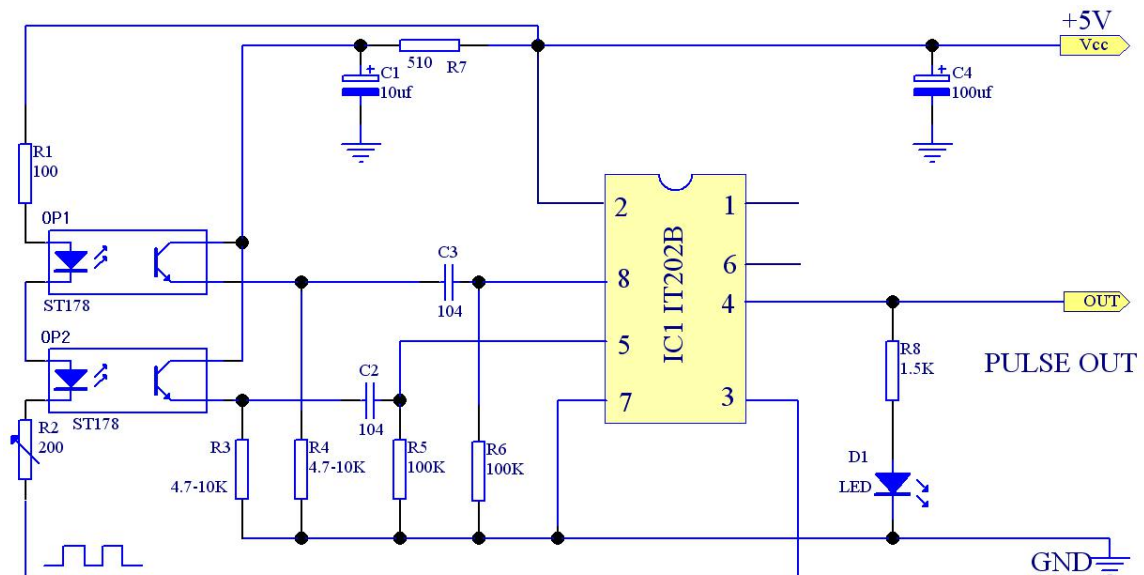 +5V
Vcc
510
R7
C1
10uf
C4
100uf
R1
100
OP1
ST178
OP2
ST178
R2
200
C3
104
C2
104
R3
4.7-10K
R4
4.7-10K
R5
100K
R6
100K
IC1 IT202B
2
8
5
7
1
6
4
3
OUT
PULSE OUT
R8
1.5K
D1
LED
GND